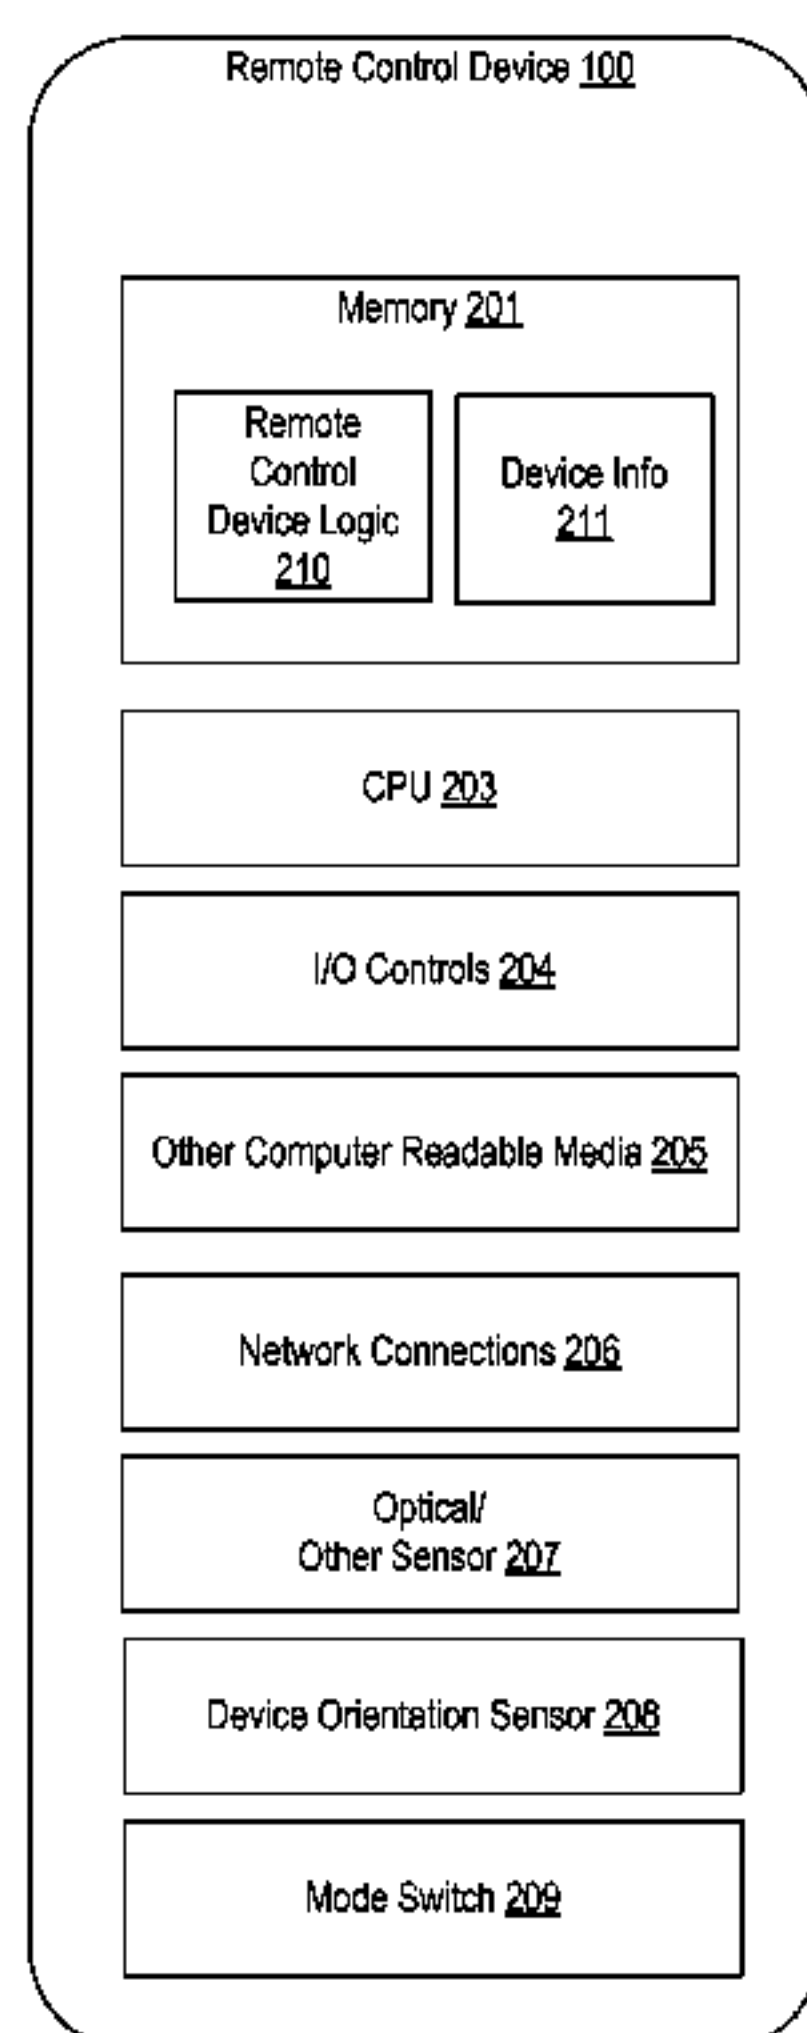 Remote Control Device 100
Memory 201
Remote
Control
Device Logic
210
Device Info
211
CPU 203
I/O Controls 204
Other Computer Readable Media 205
Network Connections 206
Optical/
Other Sensor 207
Device Orientation Sensor 208
Mode Switch 209